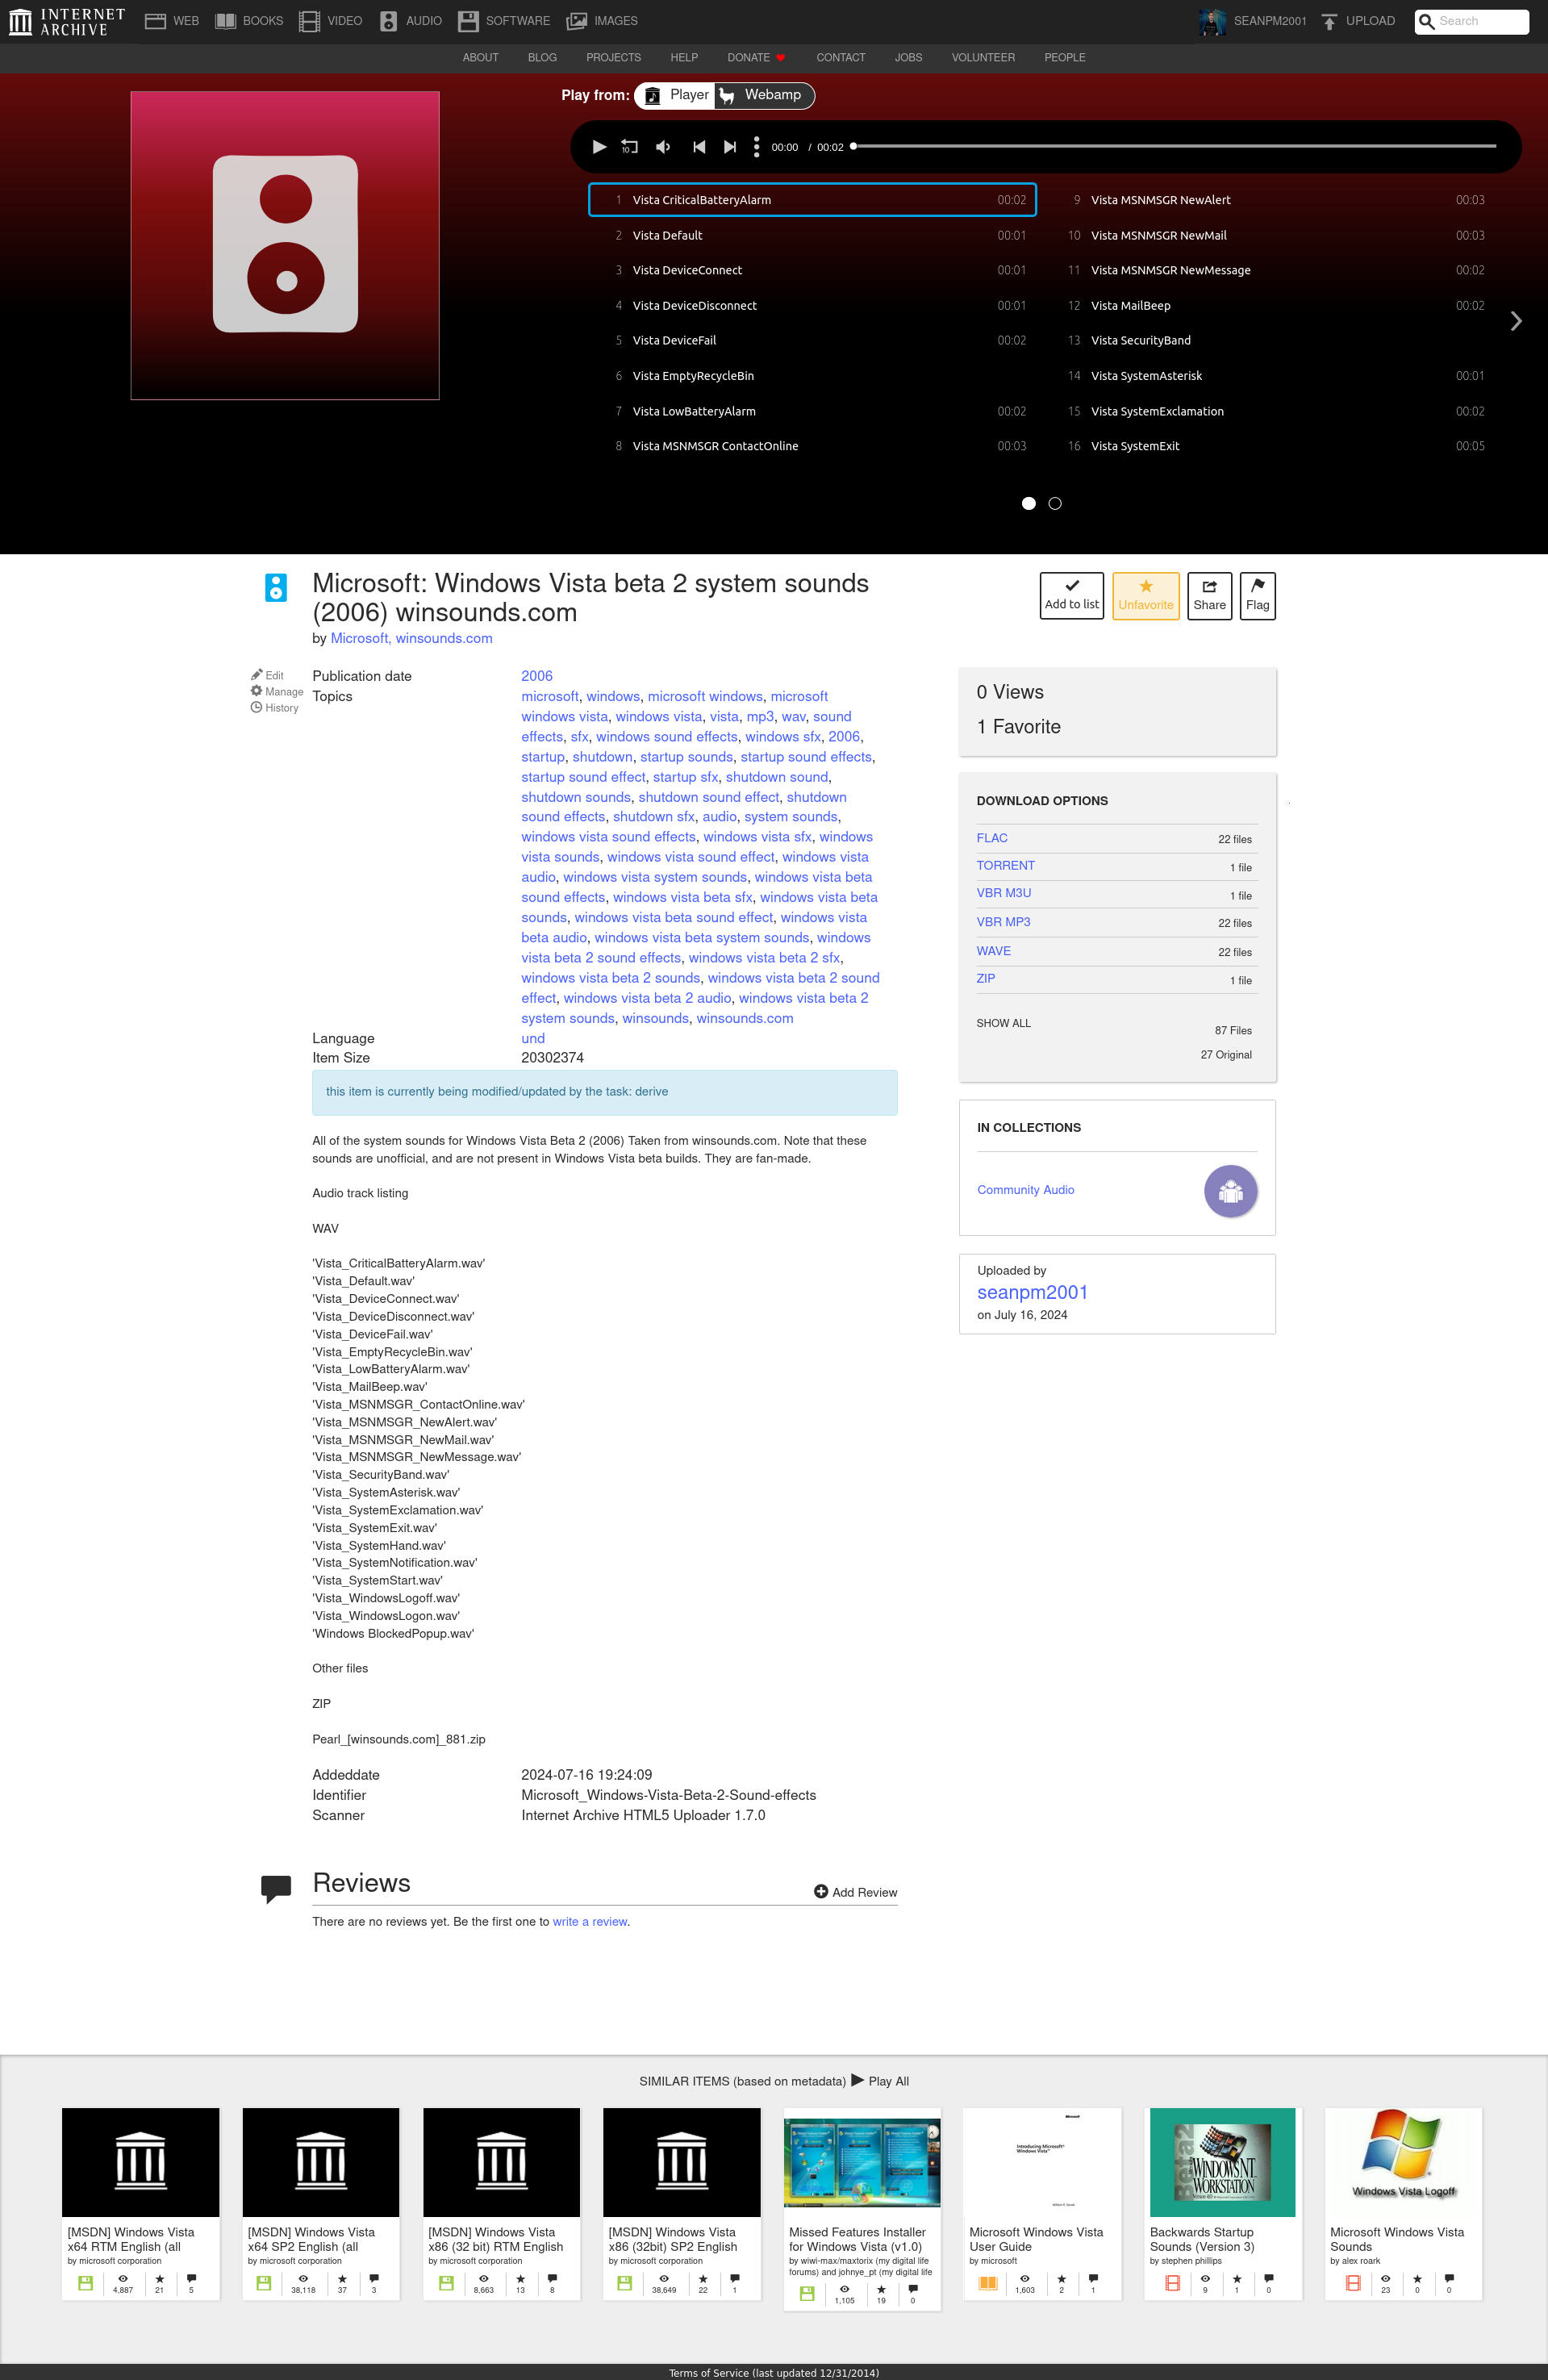 INTERNET ARCHIVE
WEB BOOKS VIDEO AUDIO SOFTWARE IMAGES
SEANPM2001 UPLOAD Search
ABOUT BLOG PROJECTS HELP DONATE CONTACT JOBS VOLUNTEER PEOPLE
Play from: Player Webamp
10 00:00 / 00:02
1 Vista CriticalBatteryAlarm 00:02
2 Vista Default 00:01
3 Vista DeviceConnect 00:01
4 Vista DeviceDisconnect 00:01
5 Vista DeviceFail 00:02
6 Vista EmptyRecycleBin
7 Vista LowBatteryAlarm 00:02
8 Vista MSNMSGR ContactOnline 00:03
9 Vista MSNMSGR NewAlert 00:03
10 Vista MSNMSGR NewMail 00:03
11 Vista MSNMSGR NewMessage 00:02
12 Vista MailBeep 00:02
13 Vista SecurityBand
14 Vista SystemAsterisk 00:01
15 Vista SystemExclamation 00:02
16 Vista SystemExit 00:05
Microsoft: Windows Vista beta 2 system sounds
(2006) winsounds.com
by Microsoft, winsounds.com
Add to list
Unfavorite
Share
Flag
Edit
Manage
History
Publication date 2006
Topics microsoft, windows, microsoft windows, microsoft
windows vista, windows vista, vista, mp3, wav, sound
effects, sfx, windows sound effects, windows sfx, 2006,
startup, shutdown, startup sounds, startup sound effects,
startup sound effect, startup sfx, shutdown sound,
shutdown sounds, shutdown sound effect, shutdown
sound effects, shutdown sfx, audio, system sounds,
windows vista sound effects, windows vista sfx, windows
vista sounds, windows vista sound effect, windows vista
audio, windows vista system sounds, windows vista beta
sound effects, windows vista beta sfx, windows vista beta
sounds, windows vista beta sound effect, windows vista
beta audio, windows vista beta system sounds, windows
vista beta 2 sound effects, windows vista beta 2 sfx,
windows vista beta 2 sounds, windows vista beta 2 sound
effect, windows vista beta 2 audio, windows vista beta 2
system sounds, winsounds, winsounds.com
Language und
Item Size 20302374
this item is currently being modified/updated by the task: derive
All of the system sounds for Windows Vista Beta 2 (2006) Taken from winsounds.com. Note that these
sounds are unofficial, and are not present in Windows Vista beta builds. They are fan-made.
Audio track listing
WAV
'Vista_CriticalBatteryAlarm.wav'
'Vista_Default.wav'
'Vista_DeviceConnect.wav'
'Vista_DeviceDisconnect.wav'
'Vista_DeviceFail.wav'
'Vista_EmptyRecycleBin.wav'
'Vista_LowBatteryAlarm.wav'
'Vista_MailBeep.wav'
'Vista_MSNMSGR_ContactOnline.wav'
'Vista_MSNMSGR_NewAlert.wav'
'Vista_MSNMSGR_NewMail.wav'
'Vista_MSNMSGR_NewMessage.wav'
'Vista_SecurityBand.wav'
'Vista_SystemAsterisk.wav'
'Vista_SystemExclamation.wav'
'Vista_SystemExit.wav'
'Vista_SystemHand.wav'
'Vista_SystemNotification.wav'
'Vista_SystemStart.wav'
'Vista_WindowsLogoff.wav'
'Vista_WindowsLogon.wav'
'Windows BlockedPopup.wav'
Other files
ZIP
Pearl_[winsounds.com]_881.zip
Addeddate 2024-07-16 19:24:09
Identifier Microsoft_Windows-Vista-Beta-2-Sound-effects
Scanner Internet Archive HTML5 Uploader 1.7.0
0 Views
1 Favorite
DOWNLOAD OPTIONS
FLAC 22 files
TORRENT 1 file
VBR M3U 1 file
VBR MP3 22 files
WAVE 22 files
ZIP 1 file
SHOW ALL 87 Files
27 Original
IN COLLECTIONS
Community Audio
Uploaded by
seanpm2001
on July 16, 2024
Reviews
Add Review
There are no reviews yet. Be the first one to write a review.
SIMILAR ITEMS (based on metadata) Play All
[MSDN] Windows Vista
x64 RTM English (all
by microsoft corporation
4,887 21 5
[MSDN] Windows Vista
x64 SP2 English (all
by microsoft corporation
38,118 37 3
[MSDN] Windows Vista
x86 (32 bit) RTM English
by microsoft corporation
8,663 13 8
[MSDN] Windows Vista
x86 (32bit) SP2 English
by microsoft corporation
38,649 22 1
Missed Features Installer
for Windows Vista (v1.0)
by wiwi-max/maxtorix (my digital life
forums) and johnye_pt (my digital life
1,105 19 0
Microsoft
Introducing Microsoft
Windows Vista
Microsoft Windows Vista
User Guide
by microsoft
1,603 2 1
Beta2
WINDOWS NT
WORKSTATION
Backwards Startup
Sounds (Version 3)
by stephen phillips
9 1 0
Windows Vista Logoff
Microsoft Windows Vista
Sounds
by alex roark
23 0 0
Terms of Service (last updated 12/31/2014)